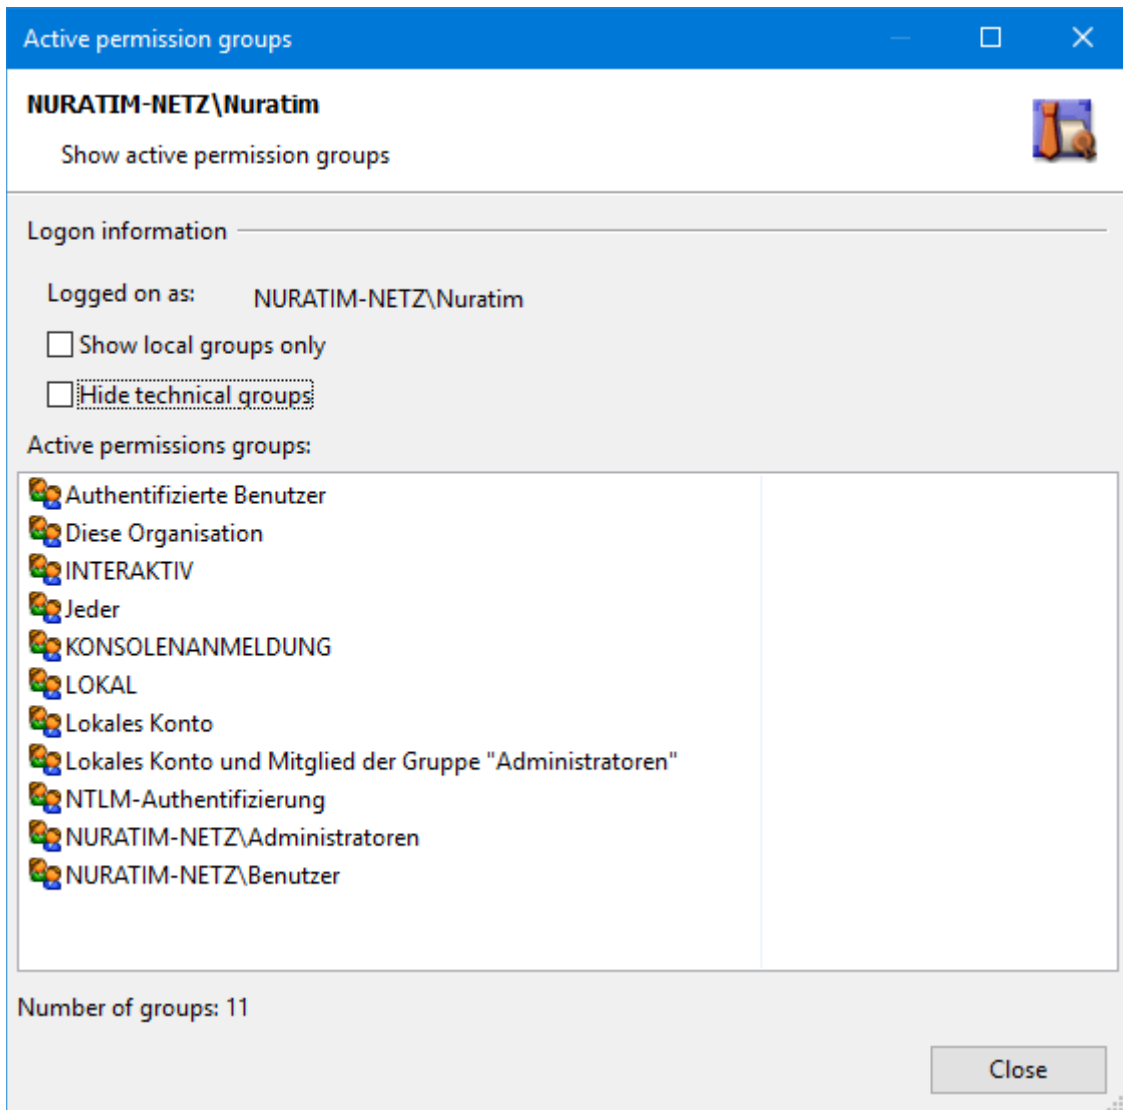 Active permission groups
NURATIM-NETZ\Nuratim
Show active permission groups
Logon information
Logged on as: NURATIM-NETZ\Nuratim
Show local groups only
Hide technical groups
Active permissions groups:
Authentifizierte Benutzer
Diese Organisation
INTERAKTIV
Jeder
KONSOLENANMELDUNG
LOKAL
Lokales Konto
Lokales Konto und Mitglied der Gruppe "Administratoren"
NTLM-Authentifizierung
NURATIM-NETZ\Administratoren
NURATIM-NETZ\Benutzer
Number of groups: 11
Close